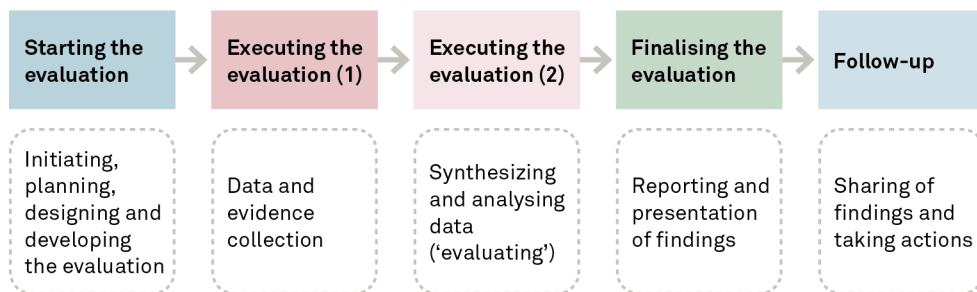 Starting the
evaluation
Executing the
evaluation (1)
Executing the
evaluation (2)
Finalising the
evaluation
Follow-up
Initiating,
planning,
designing and
developing
the evaluation
Data and
evidence
collection
Synthesizing
and analysing
data
(‘evaluating’)
Reporting and
presentation
of findings
Sharing of
findings and
taking actions